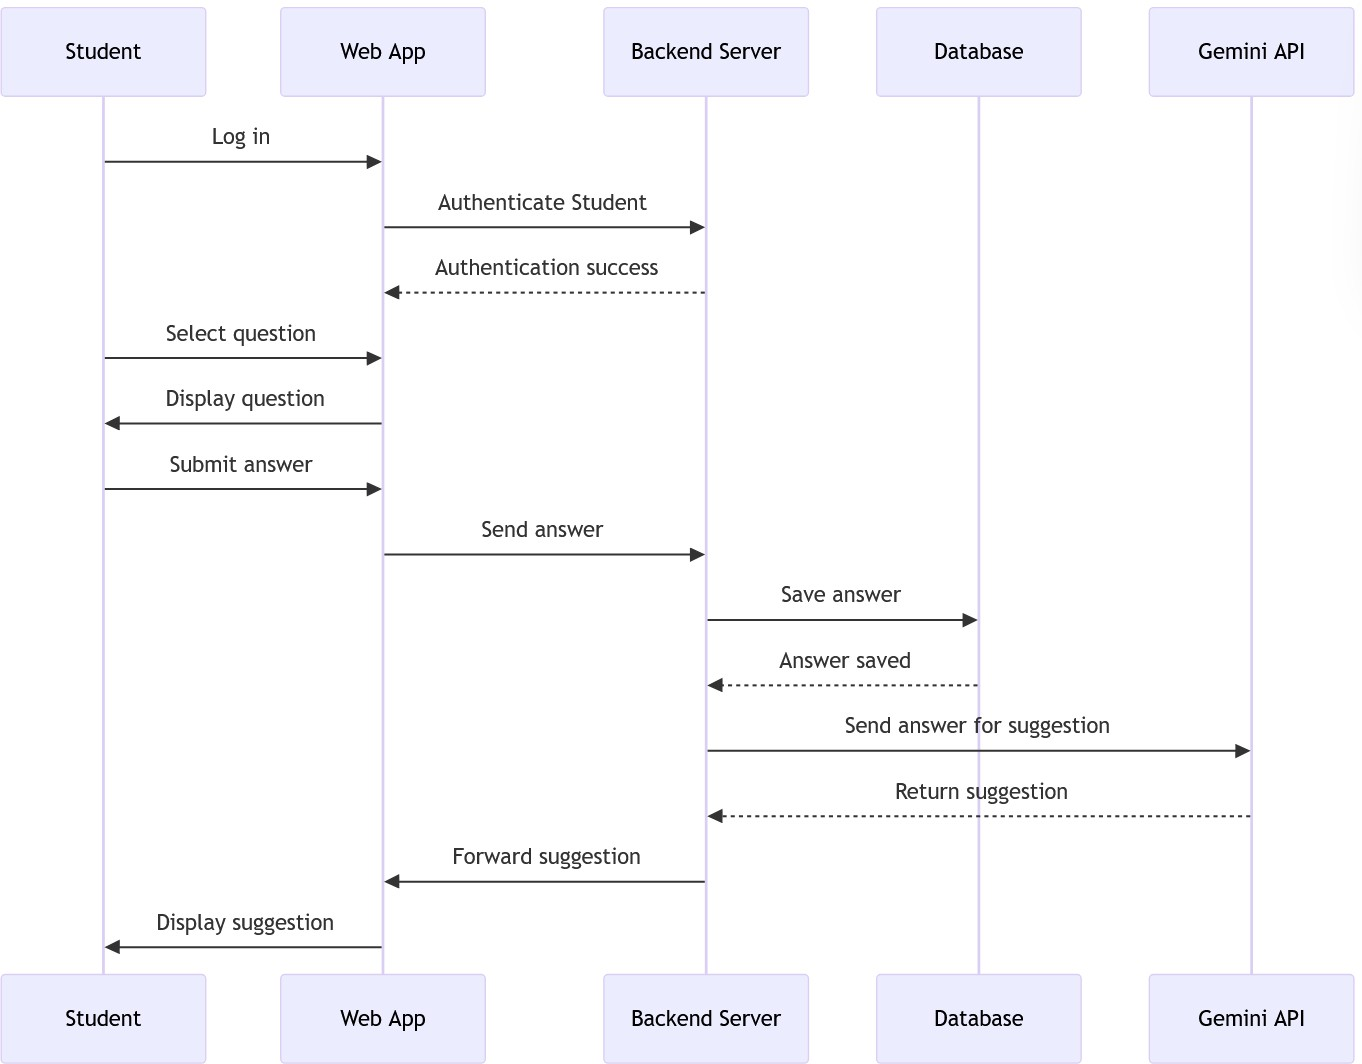 Student
Web App
Backend Server
Database
Gemini API
Log in
Authenticate Student
Authentication success
Select question
Display question
Submit answer
Send answer
Save answer
Answer saved
Send answer for suggestion
Return suggestion
Forward suggestion
Display suggestion
Student
Web App
Backend Server
Database
Gemini API